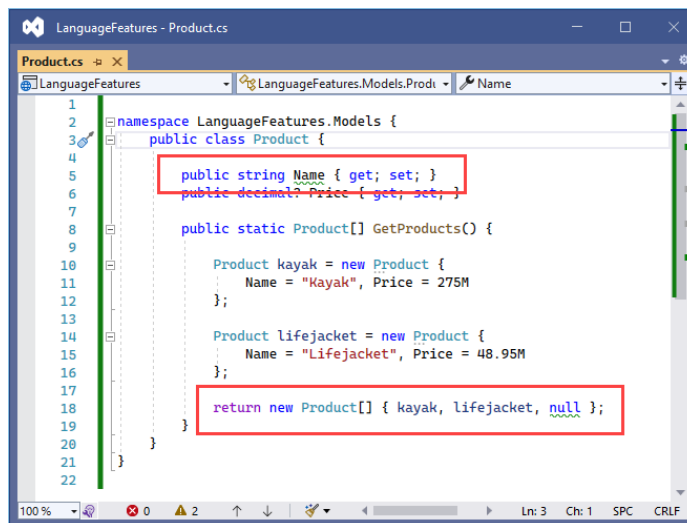 LanguageFeatures - Product.cs
Product.cs
LanguageFeatures LanguageFeatures.Models.Produ Name
1
2 namespace LanguageFeatures.Models {
3 public class Product {
4
5 public string Name { get; set; }
6 public decimal? Price { get; set; }
7
8 public static Product[] GetProducts() {
9
10 Product kayak = new Product {
11 Name = "Kayak", Price = 275M
12 };
13
14 Product lifejacket = new Product {
15 Name = "Lifejacket", Price = 48.95M
16 };
17
18 return new Product[] { kayak, lifejacket, null };
19 }
20 }
21 }
22
100 % 0 2 Ln: 3 Ch: 1 SPC CRLF